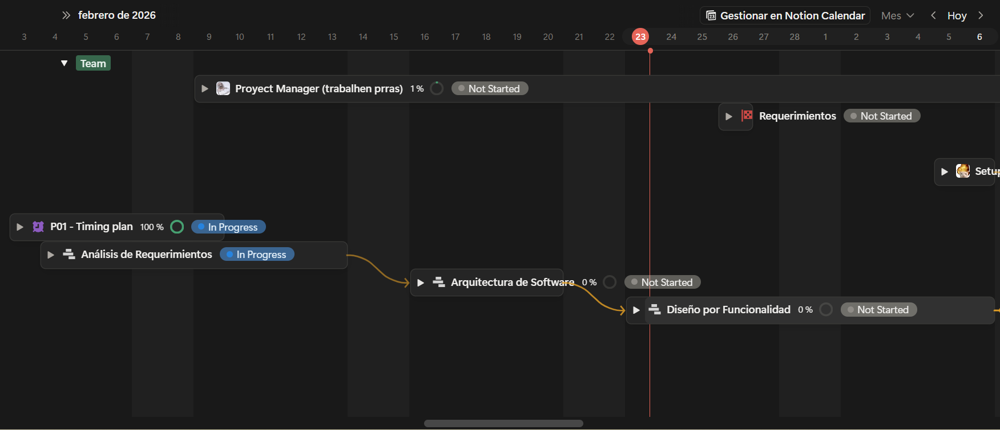 febrero de 2026
Gestionar en Notion Calendar
Mes
Hoy
3 4 5 6 7 8 9 10 11 12 13 14 15 16 17 18 19 20 21 22 23 24 25 26 27 28 1 2 3 4 5 6
Team
Proyect Manager (trabalhen prras) 1 % Not Started
Requerimientos Not Started
Setup
P01 - Timing plan 100 % In Progress
Análisis de Requerimientos In Progress
Arquitectura de Software 0 % Not Started
Diseño por Funcionalidad 0 % Not Started